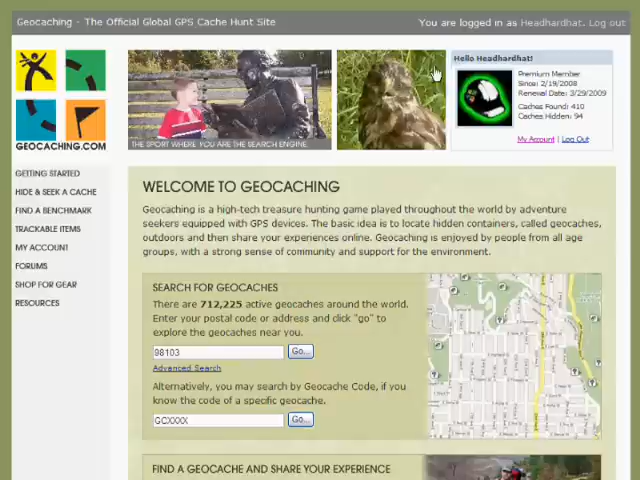 Geocaching - The Official Global GPS Cache Hunt Site
You are logged in as Headhardhat. Log out
GEOCACHING.COM
THE SPORT WHERE YOU ARE THE SEARCH ENGINE
Hello Headhardhat!
Premium Member
Since: 2/19/2008
Renewal Date: 3/29/2009
Caches Found: 410
Caches Hidden: 94
My Account | Log Out
GETTING STARTED
HIDE & SEEK A CACHE
FIND A BENCHMARK
TRACKABLE ITEMS
MY ACCOUNT
FORUMS
SHOP FOR GEAR
RESOURCES
WELCOME TO GEOCACHING
Geocaching is a high-tech treasure hunting game played throughout the world by adventure
seekers equipped with GPS devices. The basic idea is to locate hidden containers, called geocaches,
outdoors and then share your experiences online. Geocaching is enjoyed by people from all age
groups, with a strong sense of community and support for the environment.
SEARCH FOR GEOCACHES
There are 712,225 active geocaches around the world.
Enter your postal code or address and click "go" to
explore the geocaches near you.
98103
Go...
Advanced Search
Alternatively, you may search by Geocache Code, if you
know the code of a specific geocache.
GCXXXX
Go...
FIND A GEOCACHE AND SHARE YOUR EXPERIENCE